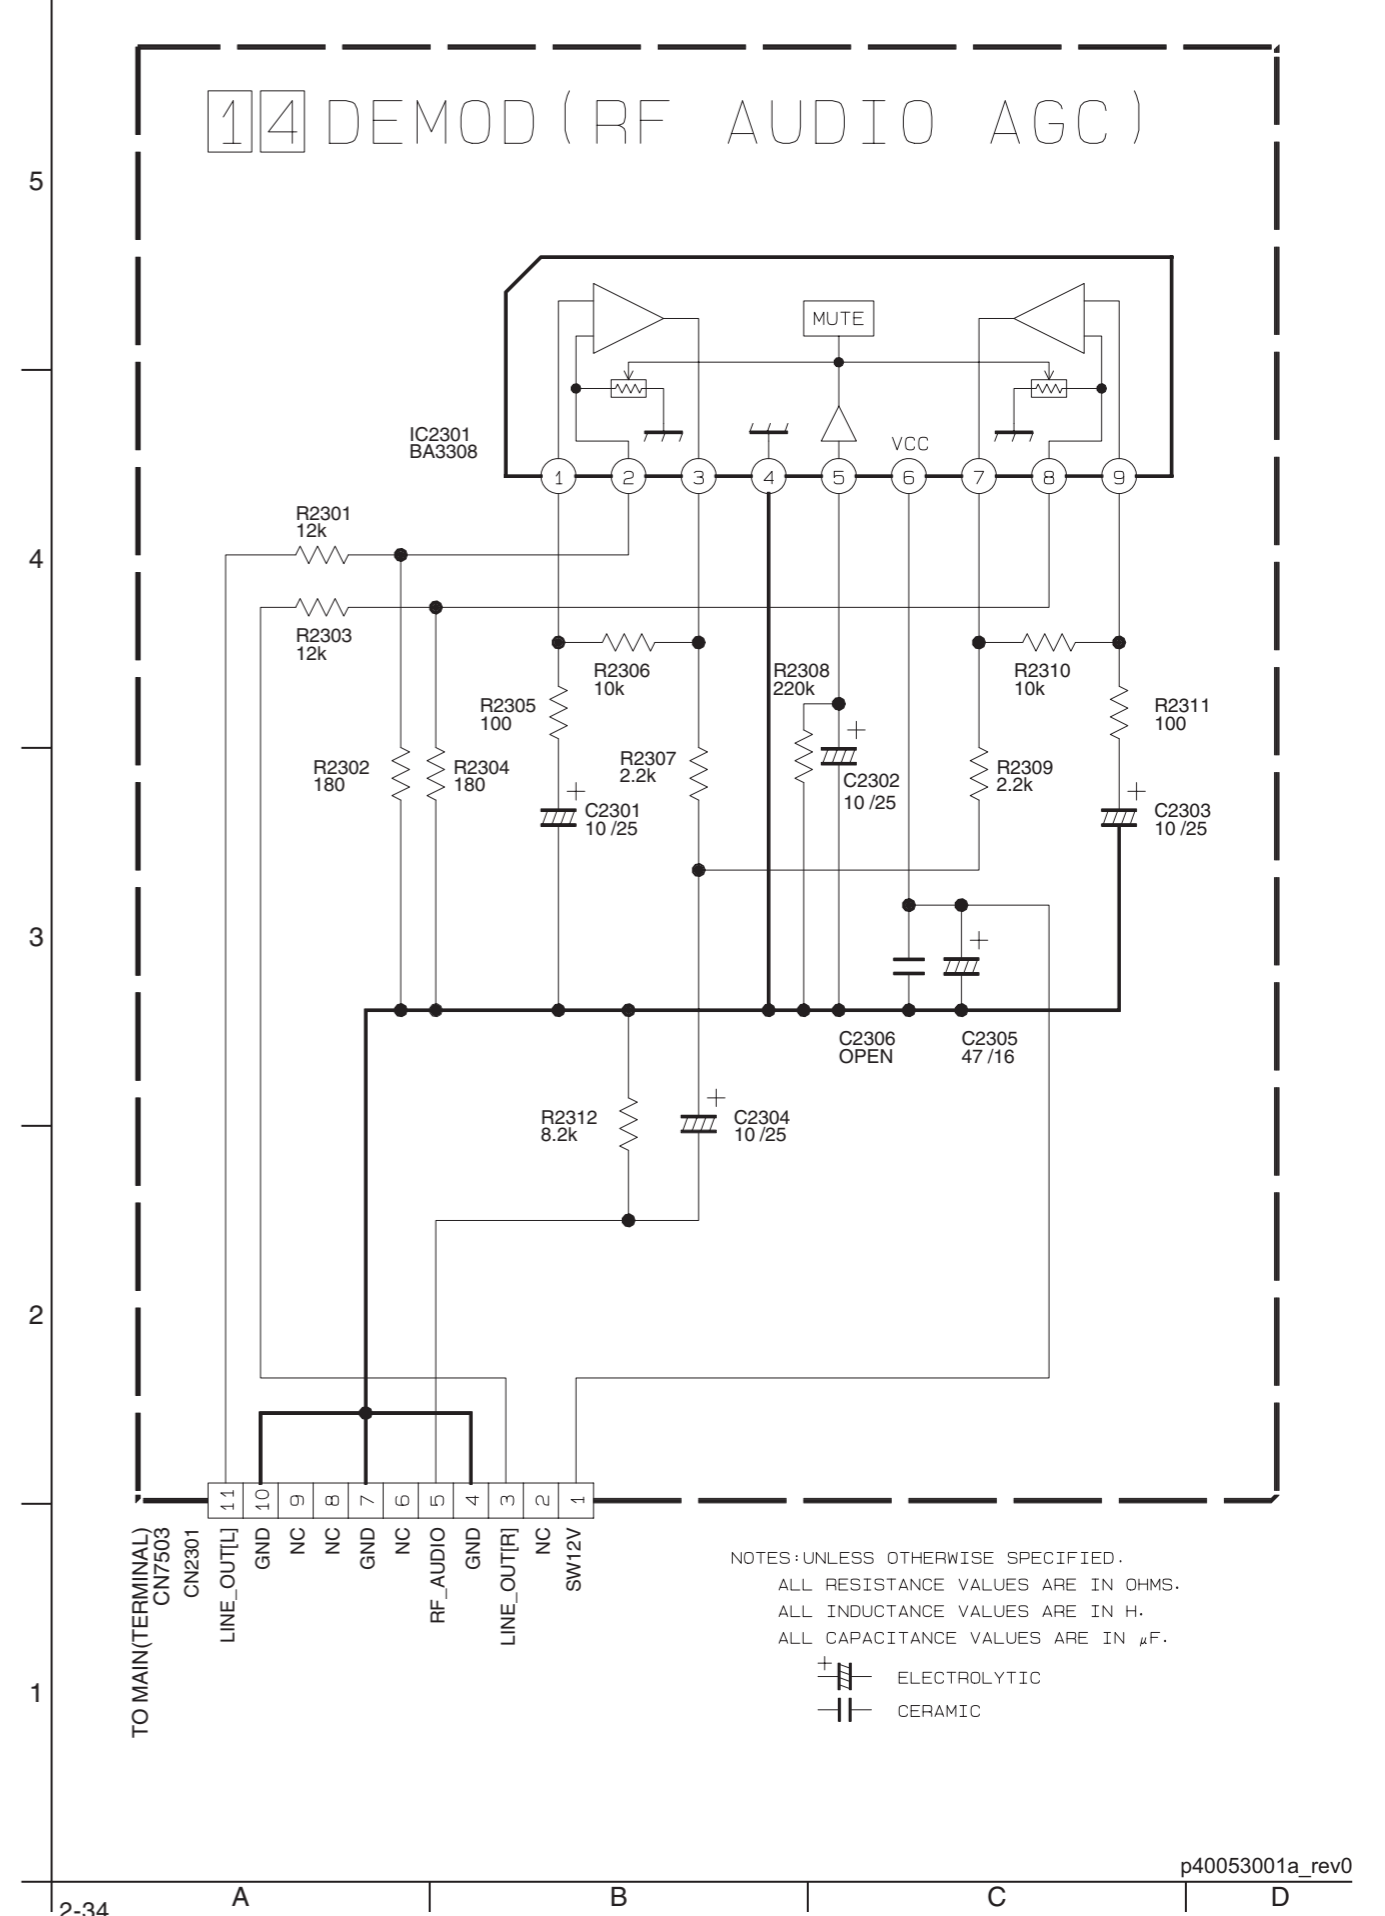 14 DEMOD(RF AUDIO AGC)
5
MUTE
IC2301
BA3308
VCC
1 2 3 4 5 6 7 8 9
R2301
12k
4
R2303
12k
R2306
10k
R2308
220k
R2310
10k
R2305
100
R2311
100
R2302
180
R2304
180
R2307
2.2k
+
C2302
10 /25
R2309
2.2k
+
C2301
10 /25
+
C2303
10 /25
3
+
C2306
OPEN
C2305
47 /16
R2312
8.2k
+
C2304
10 /25
2
11 10 9 8 7 6 5 4 3 2 1
TO MAIN(TERMINAL)
CN7503
CN2301
LINE_OUT[L]
GND
NC
NC
GND
NC
RF_AUDIO
GND
LINE_OUT[R]
NC
SW12V
NOTES:UNLESS OTHERWISE SPECIFIED.
ALL RESISTANCE VALUES ARE IN OHMS.
ALL INDUCTANCE VALUES ARE IN H.
ALL CAPACITANCE VALUES ARE IN µF.
+
ELECTROLYTIC
CERAMIC
1
p40053001a_rev0
A B C D
2-34